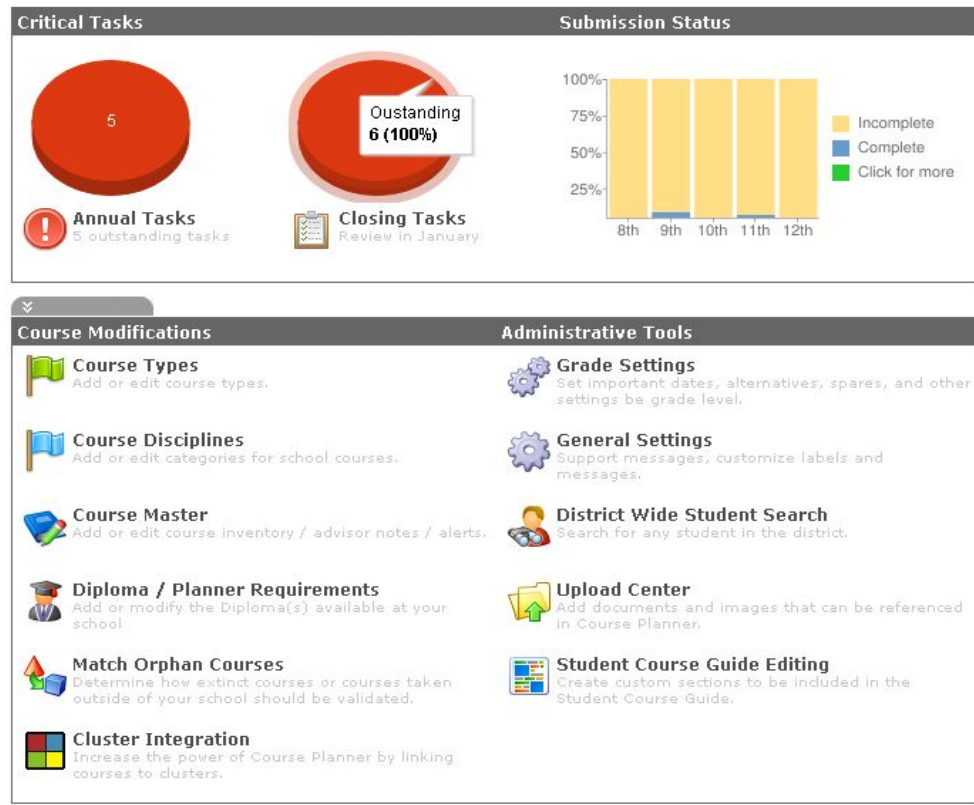 Critical Tasks
Submission Status
5
Oustanding
6 (100%)
Annual Tasks
5 outstanding tasks
Closing Tasks
Review in January
100%
75%
50%
25%
8th 9th 10th 11th 12th
Incomplete
Complete
Click for more
Course Modifications
Course Types
Add or edit course types.
Course Disciplines
Add or edit categories for school courses.
Course Master
Add or edit course inventory / advisor notes / alerts.
Diploma / Planner Requirements
Add or modify the Diploma(s) available at your
school
Match Orphan Courses
Determine how extinct courses or courses taken
outside of your school should be validated.
Cluster Integration
Increase the power of Course Planner by linking
courses to clusters.
Administrative Tools
Grade Settings
Set important dates, alternatives, spares, and other
settings be grade level.
General Settings
Support messages, customize labels and
messages.
District Wide Student Search
Search for any student in the district.
Upload Center
Add documents and images that can be referenced
in Course Planner.
Student Course Guide Editing
Create custom sections to be included in the
Student Course Guide.